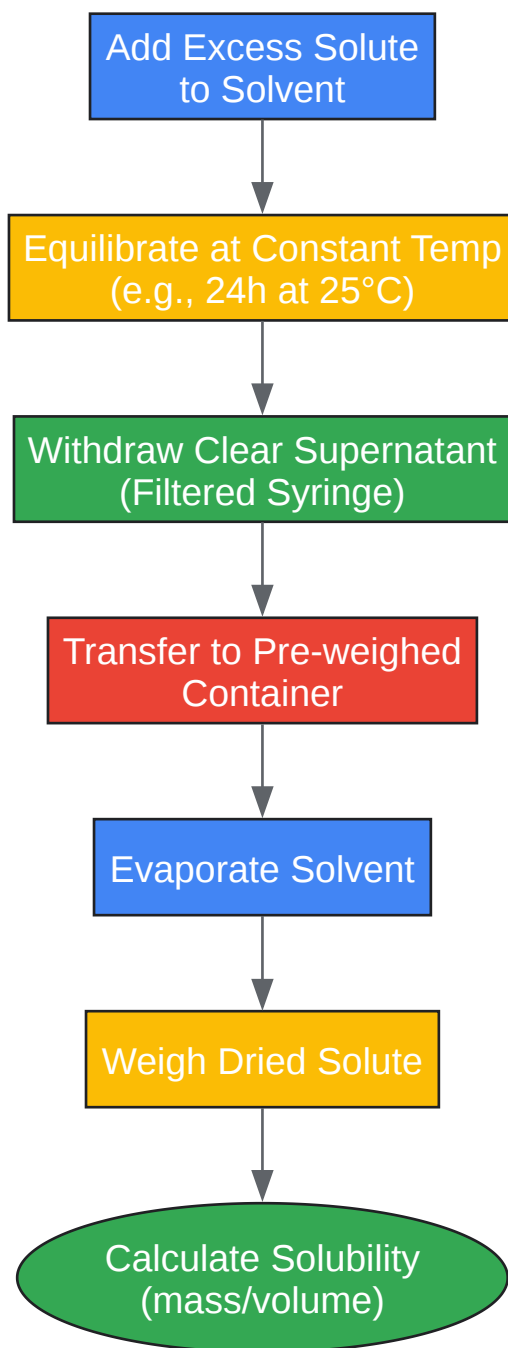 Add Excess Solute
to Solvent
Equilibrate at Constant Temp
(e.g., 24h at 25°C)
Withdraw Clear Supernatant
(Filtered Syringe)
Transfer to Pre-weighed
Container
Evaporate Solvent
Weigh Dried Solute
Calculate Solubility
(mass/volume)